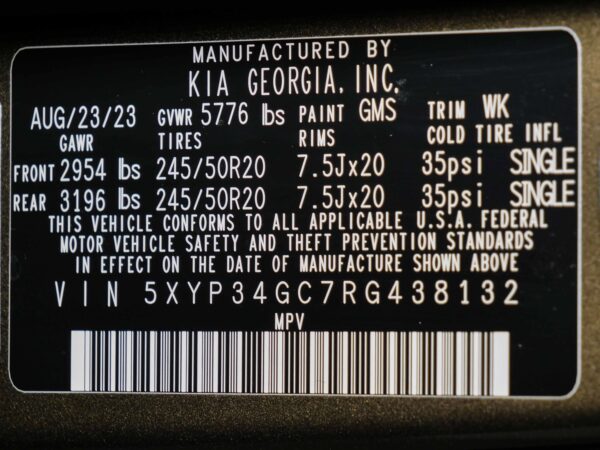 MANUFACTURED BY
KIA GEORGIA, INC.
AUG/23/23 GVWR 5776 lbs PAINT GMS TRIM WK
GAWR TIRES RIMS COLD TIRE INFL
FRONT 2954 lbs 245/50R20 7.5Jx20 35psi SINGLE
REAR 3196 lbs 245/50R20 7.5Jx20 35psi SINGLE
THIS VEHICLE CONFORMS TO ALL APPLICABLE U.S.A. FEDERAL
MOTOR VEHICLE SAFETY AND THEFT PREVENTION STANDARDS
IN EFFECT ON THE DATE OF MANUFACTURE SHOWN ABOVE
VIN 5XYP34GC7RG438132
MPV